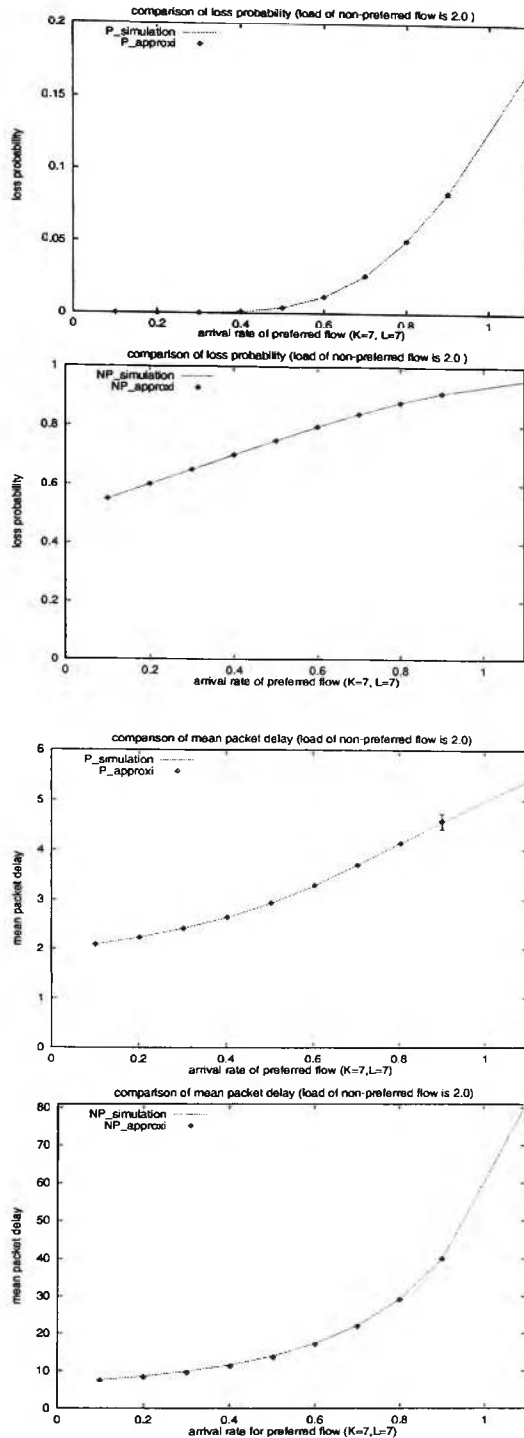 comparison of loss probability (load of non-preferred flow is 2.0 )
P_simulation
P_approxi
loss probability
0.2
0.15
0.1
0.05
0
0 0.2 0.4 0.6 0.8 1
arrival rate of preferred flow (K=7, L=7)
comparison of loss probability (load of non-preferred flow is 2.0 )
NP_simulation
NP_approxi
loss probability
1
0.8
0.6
0.4
0.2
0
0 0.2 0.4 0.6 0.8 1
arrival rate of preferred flow (K=7, L=7)
comparison of mean packet delay (load of non-preferred flow is 2.0)
P_simulation
P_approxi
mean packet delay
6
5
4
3
2
1
0
0 0.2 0.4 0.6 0.8 1
arrival rate of preferred flow (K=7,L=7)
comparison of mean packet delay (load of non-preferred flow is 2.0)
NP_simulation
NP_approxi
mean packet delay
80
70
60
50
40
30
20
10
0
0 0.2 0.4 0.6 0.8 1
arrival rate for preferred flow (K=7,L=7)